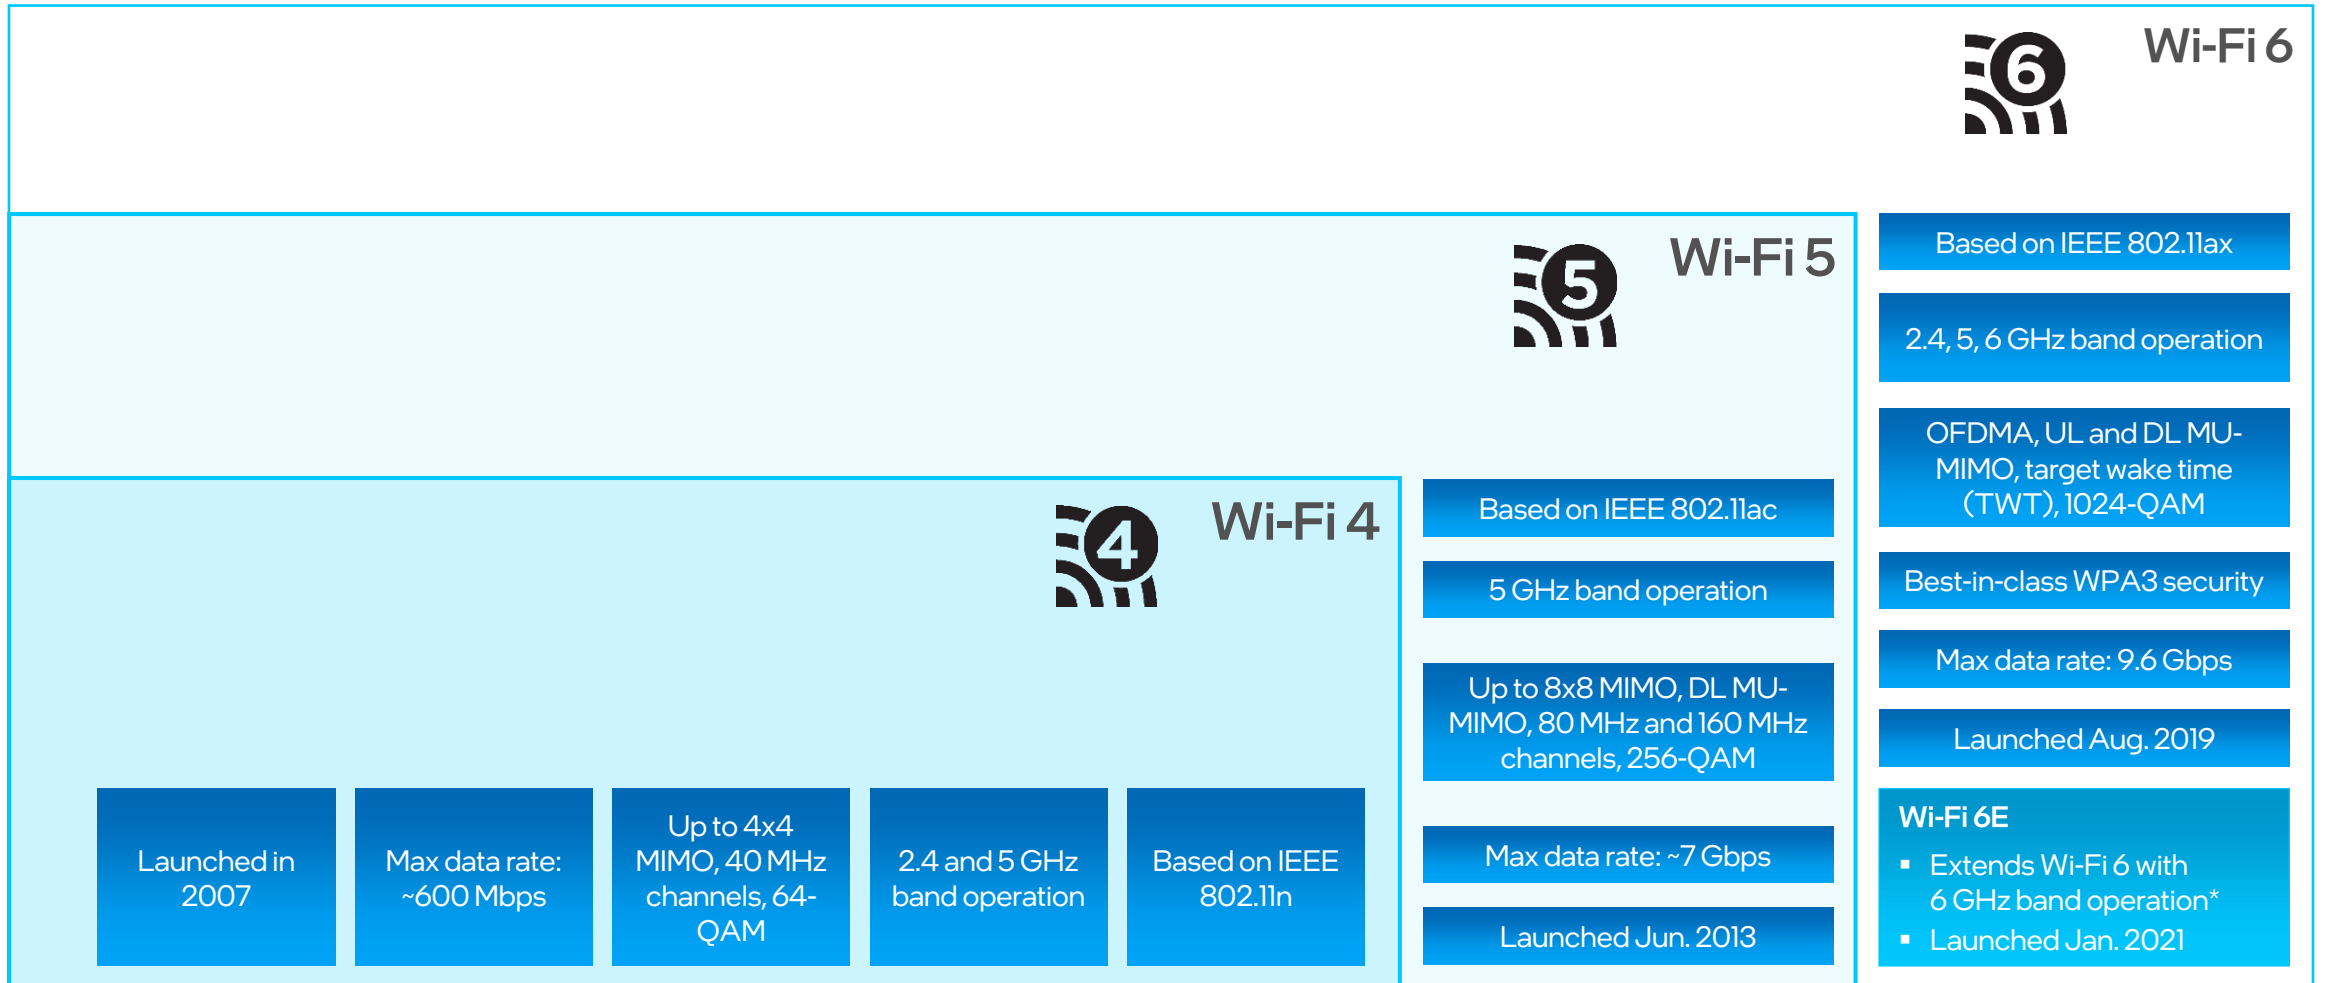 6
Wi-Fi 6
Based on IEEE 802.11ax
2.4, 5, 6 GHz band operation
OFDMA, UL and DL MU-
MIMO, target wake time
(TWT), 1024-QAM
Best-in-class WPA3 security
Max data rate: 9.6 Gbps
Launched Aug. 2019
Wi-Fi 6E
▪ Extends Wi-Fi 6 with
6 GHz band operation*
▪ Launched Jan. 2021
5
Wi-Fi 5
Based on IEEE 802.11ac
5 GHz band operation
Up to 8x8 MIMO, DL MU-
MIMO, 80 MHz and 160 MHz
channels, 256-QAM
Max data rate: ~7 Gbps
Launched Jun. 2013
4
Wi-Fi 4
Launched in
2007
Max data rate:
~600 Mbps
Up to 4x4
MIMO, 40 MHz
channels, 64-
QAM
2.4 and 5 GHz
band operation
Based on IEEE
802.11n